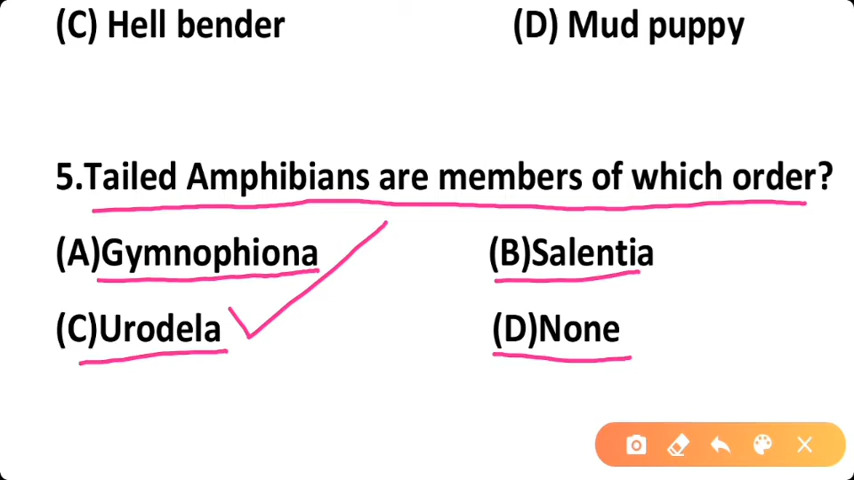 (C) Hell bender (D) Mud puppy
5.Tailed Amphibians are members of which order?
(A)Gymnophiona (B)Salentia
(C)Urodela (D)None